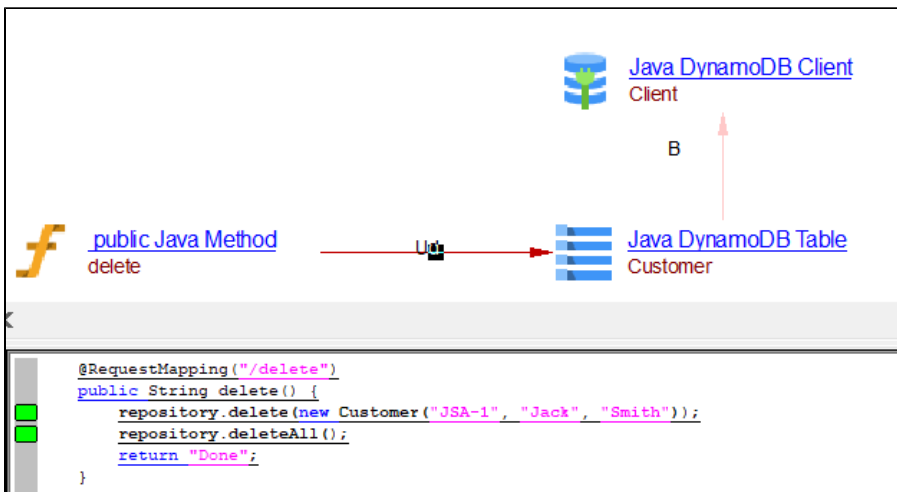 Java DynamoDB Client
Client
B
public Java Method
delete
Java DynamoDB Table
Customer
@RequestMapping("/delete")
public String delete() {
repository.delete(new Customer("JSA-1", "Jack", "Smith"));
repository.deleteAll();
return "Done";
}